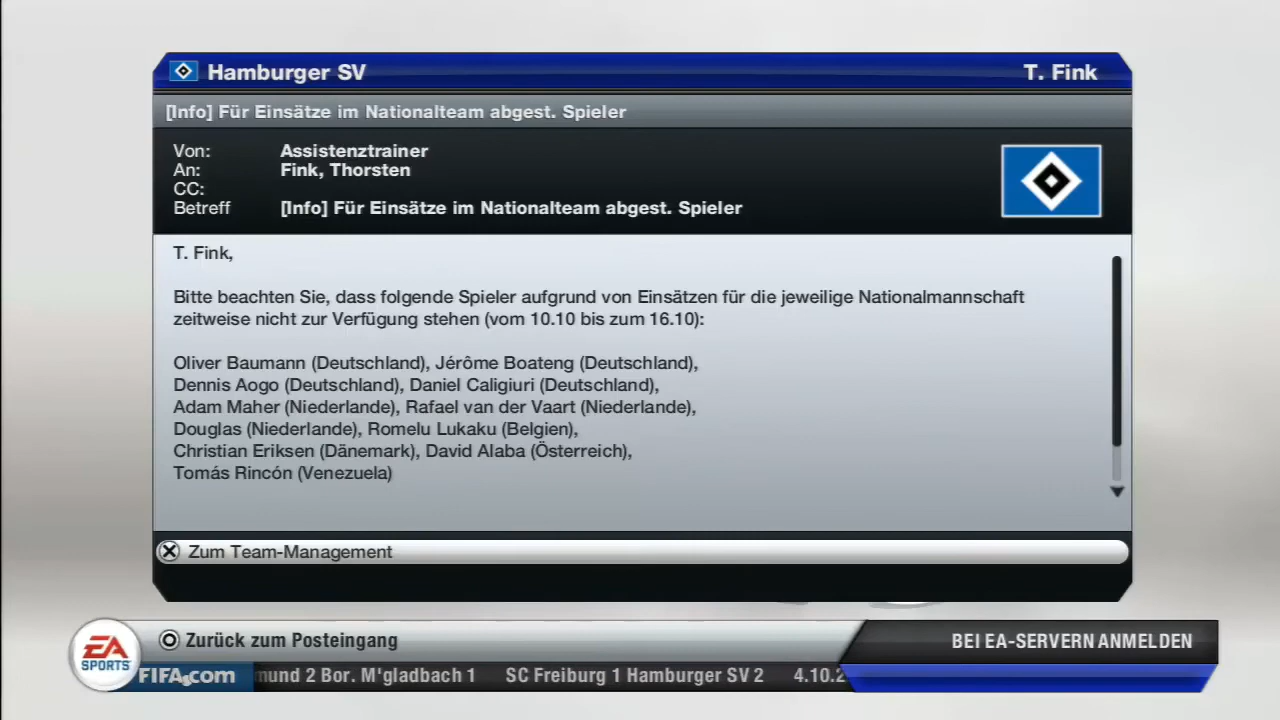 Hamburger SV T. Fink
[Info] Für Einsätze im Nationalteam abgest. Spieler
Von: Assistenztrainer
An: Fink, Thorsten
CC:
Betreff [Info] Für Einsätze im Nationalteam abgest. Spieler
T. Fink,
Bitte beachten Sie, dass folgende Spieler aufgrund von Einsätzen für die jeweilige Nationalmannschaft
zeitweise nicht zur Verfügung stehen (vom 10.10 bis zum 16.10):
Oliver Baumann (Deutschland), Jérôme Boateng (Deutschland),
Dennis Aogo (Deutschland), Daniel Caligiuri (Deutschland),
Adam Maher (Niederlande), Rafael van der Vaart (Niederlande),
Douglas (Niederlande), Romelu Lukaku (Belgien),
Christian Eriksen (Dänemark), David Alaba (Österreich),
Tomás Rincón (Venezuela)
Zum Team-Management
Zurück zum Posteingang
BEI EA-SERVERN ANMELDEN
EA SPORTS
FIFA.com mund 2 Bor. M'gladbach 1 SC Freiburg 1 Hamburger SV 2 4.10.2